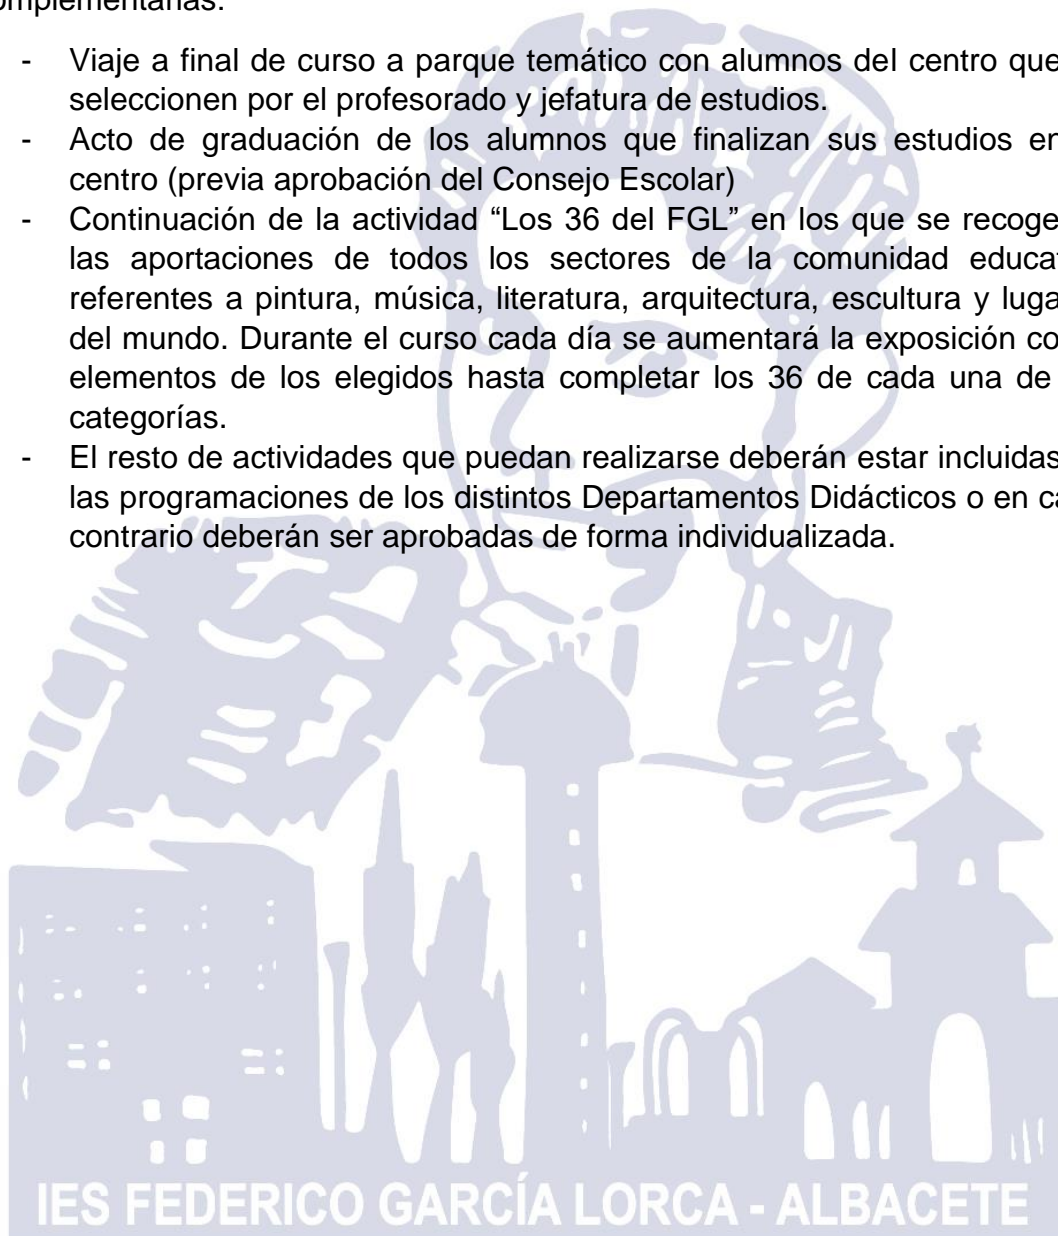 omplementarias:
- Viaje a final de curso a parque temático con alumnos del centro que
seleccionen por el profesorado y jefatura de estudios.
- Acto de graduación de los alumnos que finalizan sus estudios en
centro (previa aprobación del Consejo Escolar)
- Continuación de la actividad “Los 36 del FGL” en los que se recoge
las aportaciones de todos los sectores de la comunidad educat
referentes a pintura, música, literatura, arquitectura, escultura y luga
del mundo. Durante el curso cada día se aumentará la exposición co
elementos de los elegidos hasta completar los 36 de cada una de
categorías.
- El resto de actividades que puedan realizarse deberán estar incluidas
las programaciones de los distintos Departamentos Didácticos o en ca
contrario deberán ser aprobadas de forma individualizada.
IES FEDERICO GARCÍA LORCA - ALBACETE